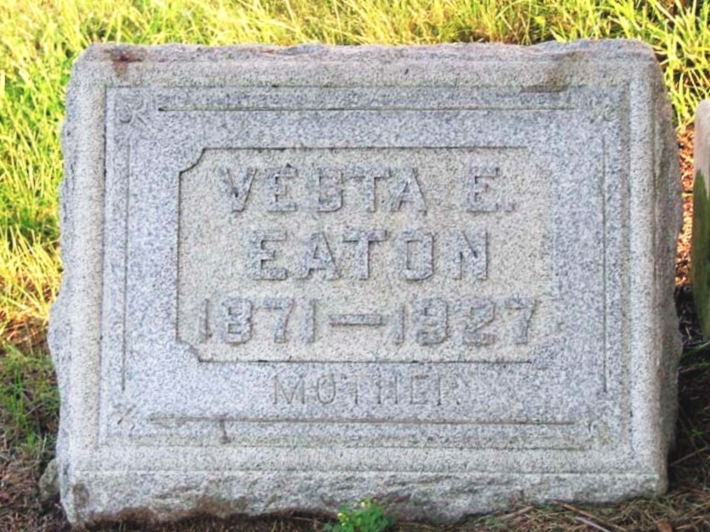 VESTA E.
EATON
1871—1927
MOTHER